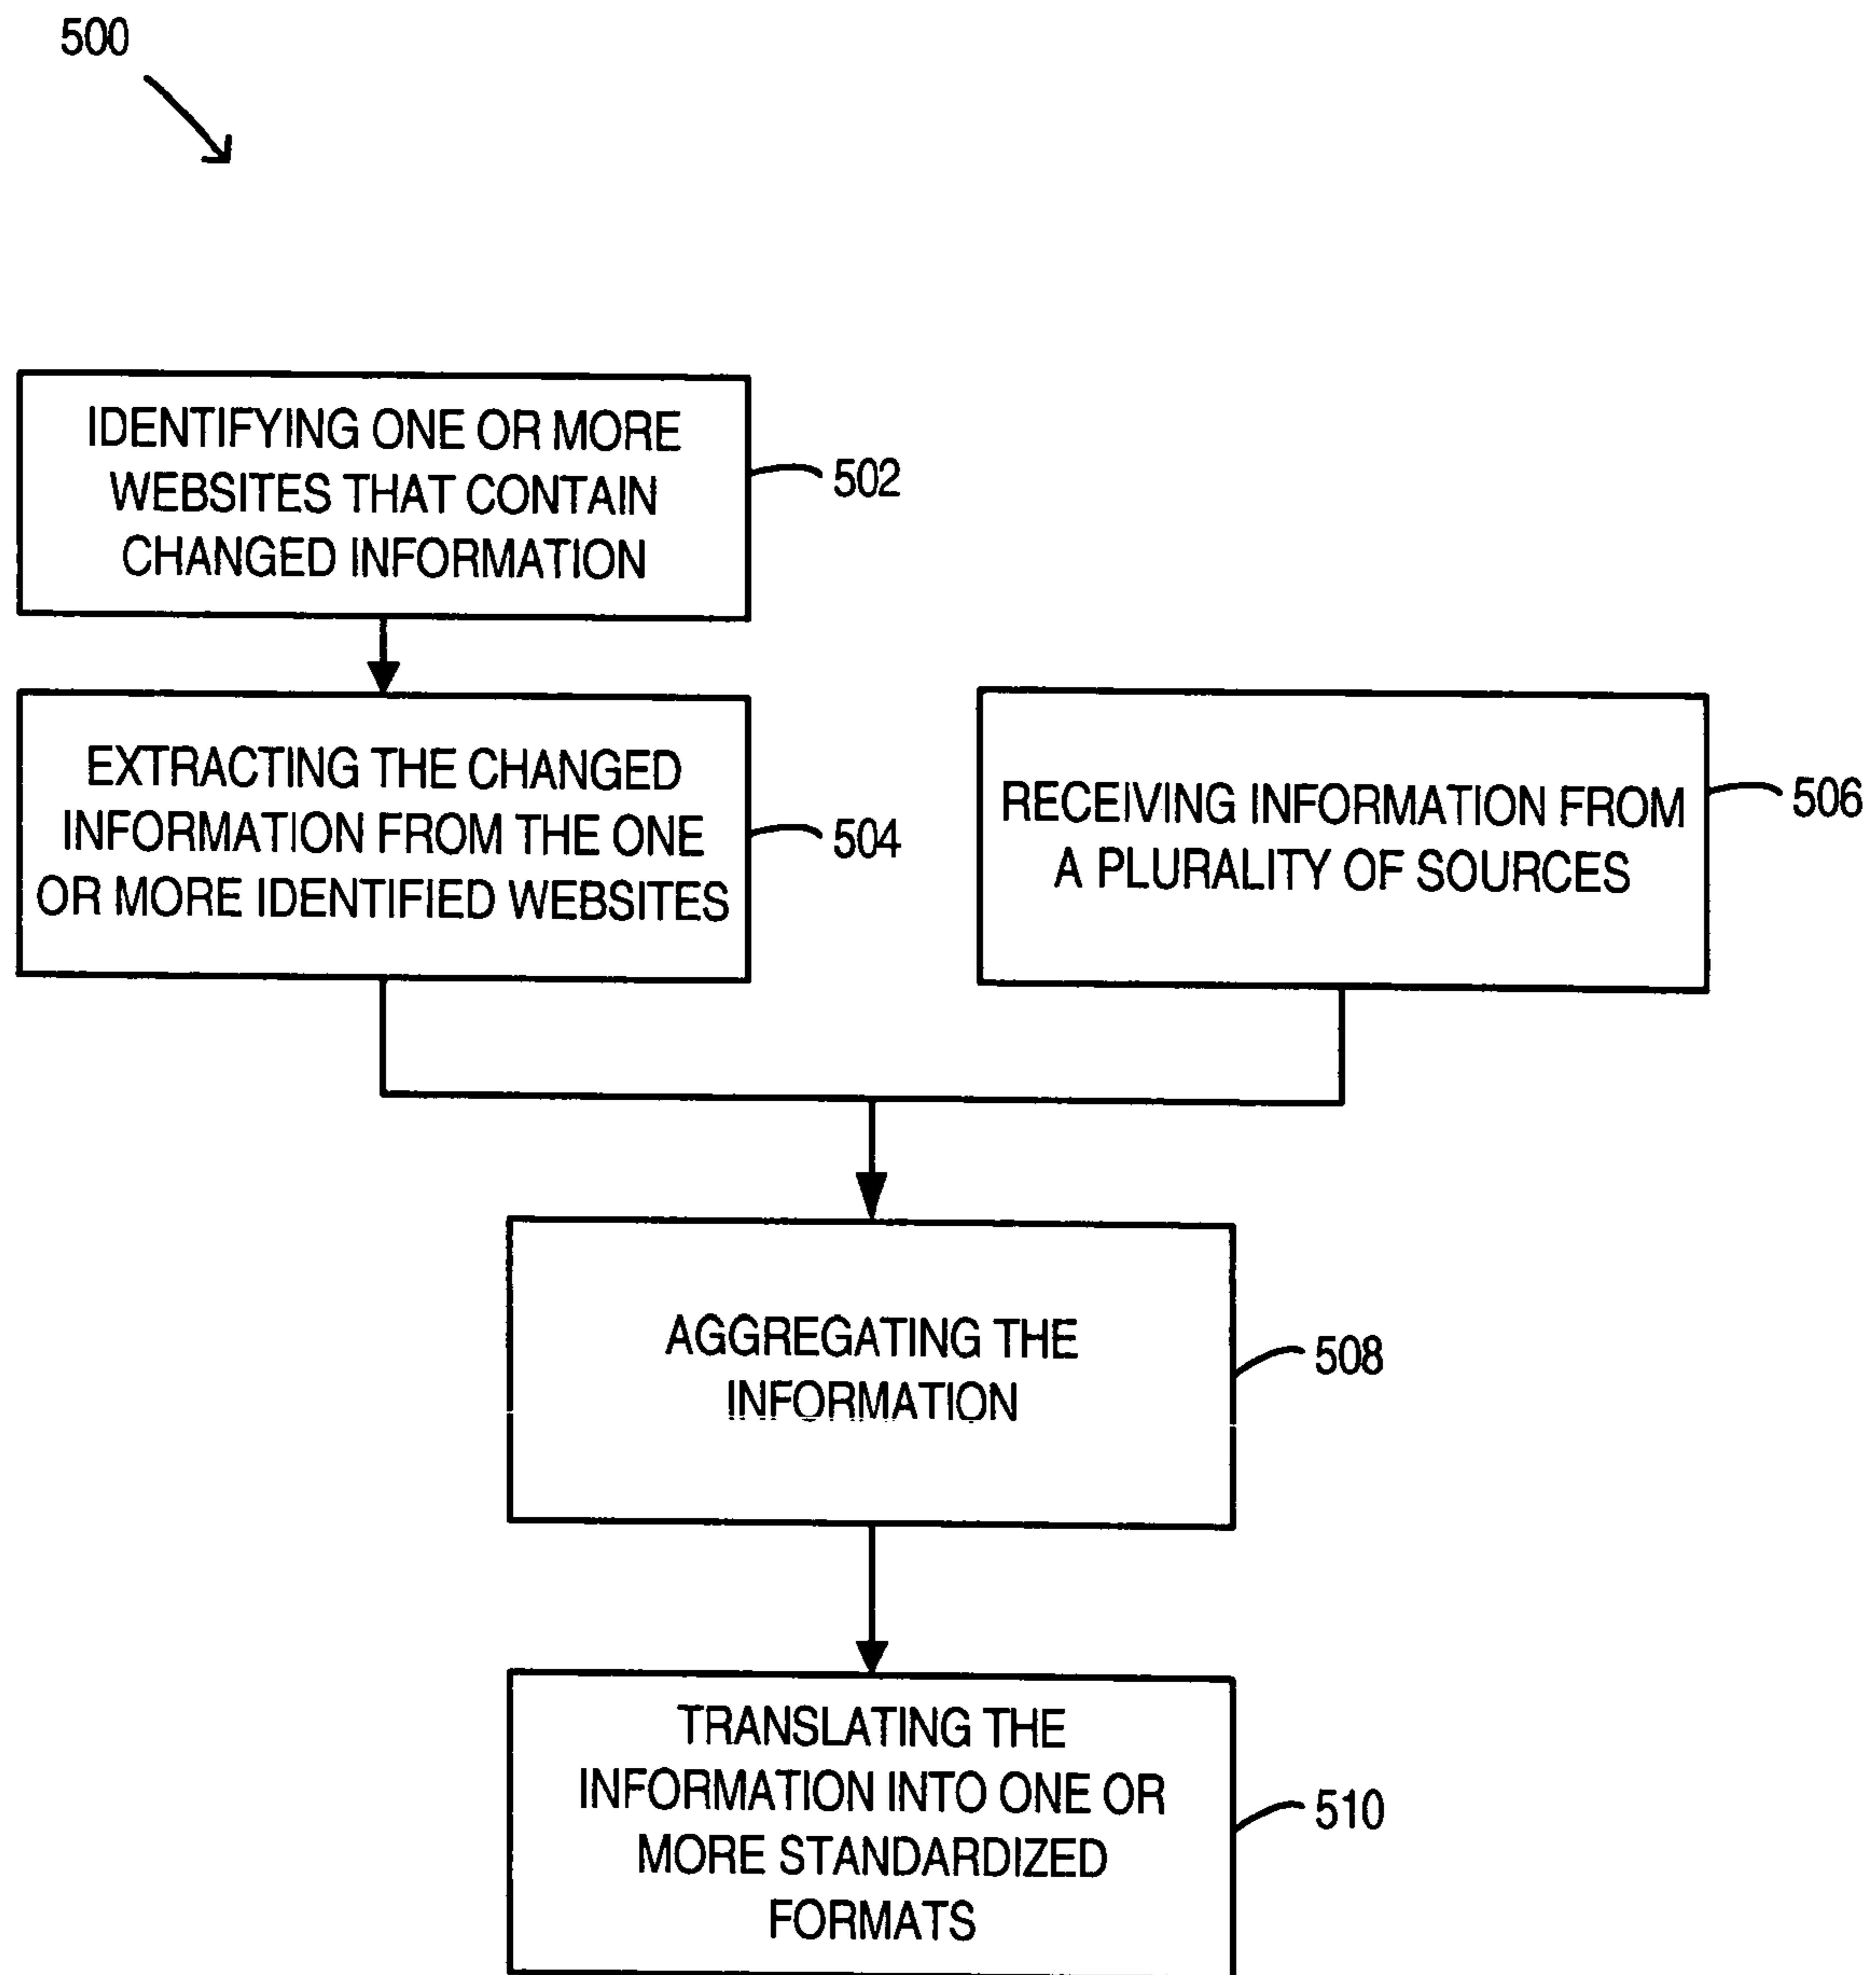 500
IDENTIFYING ONE OR MORE
WEBSITES THAT CONTAIN
CHANGED INFORMATION
502
EXTRACTING THE CHANGED
INFORMATION FROM THE ONE
OR MORE IDENTIFIED WEBSITES
504
RECEIVING INFORMATION FROM
A PLURALITY OF SOURCES
506
AGGREGATING THE
INFORMATION
508
TRANSLATING THE
INFORMATION INTO ONE OR
MORE STANDARDIZED
FORMATS
510